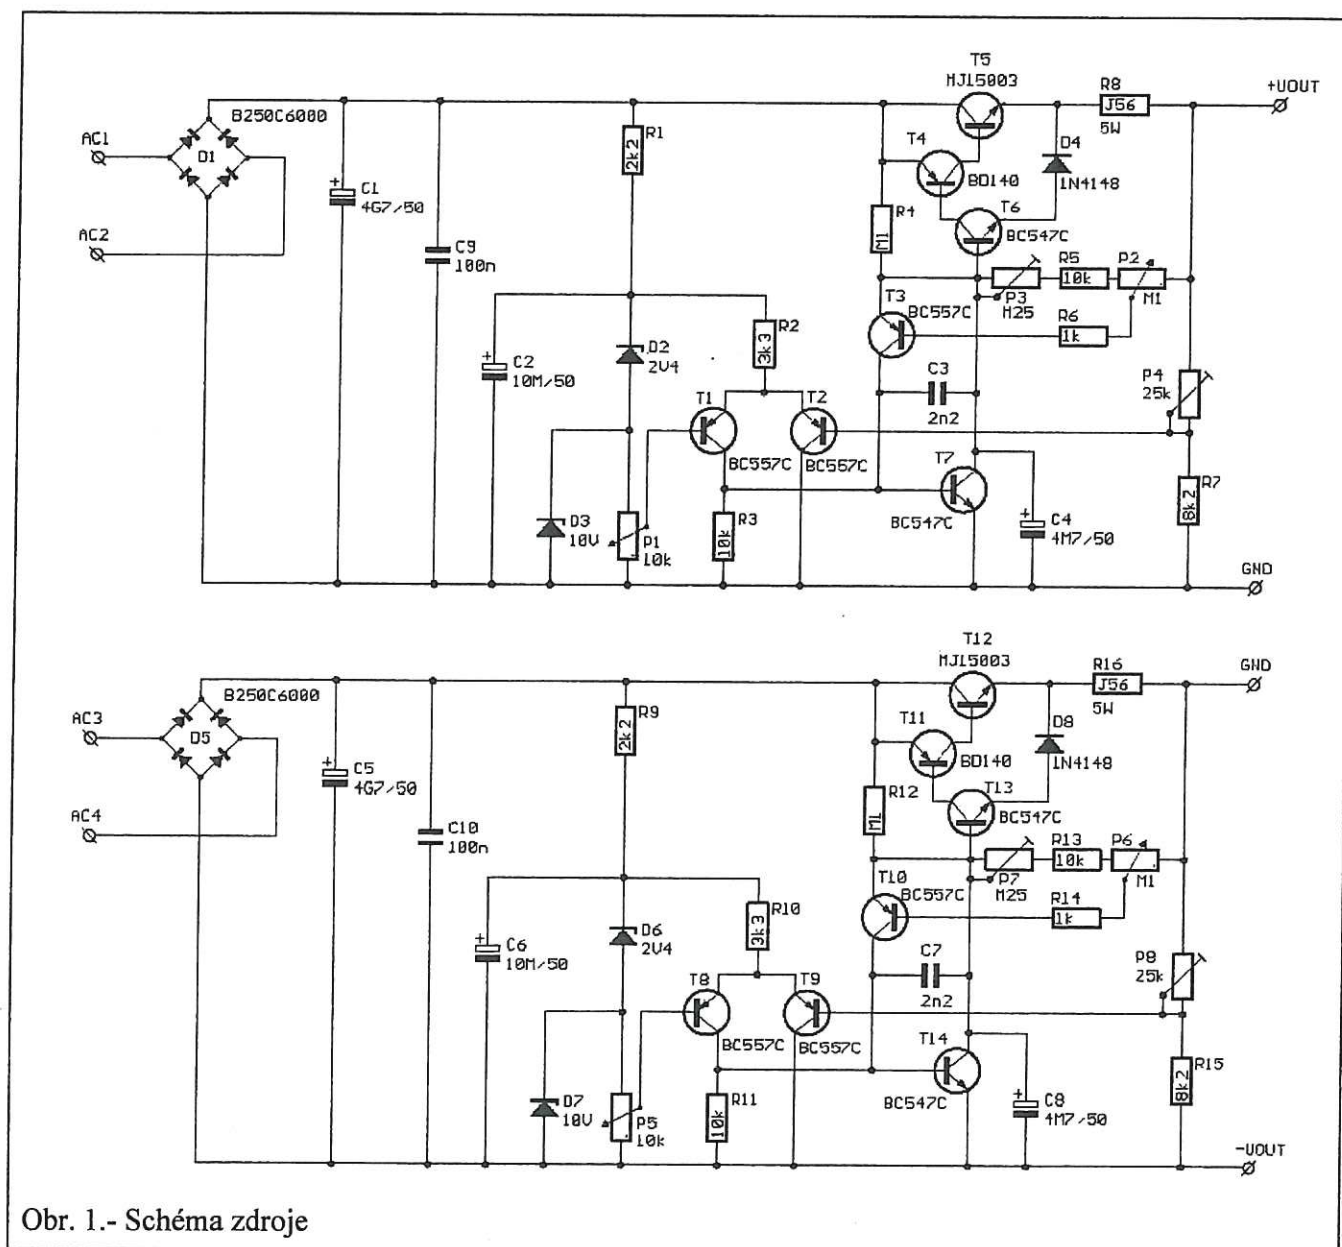 T5
MJ15003
R8
J56
5W
+UOUT
B250C6000
AC1
D1
AC2
C1
4G7/50
C9
100n
R1
2k2
T4
BD140
D4
1N4148
T6
BC547C
R4
M1
R5
10k
P2
M1
P3
M25
T3
BC557C
R6
1k
C2
10M/50
D2
2V4
R2
3k3
C3
2n2
P4
25k
T1
BC557C
T2
BC557C
T7
BC547C
R7
8k2
D3
10V
P1
10k
R3
10k
C4
4M7/50
GND
T12
MJ15003
R16
J56
5W
GND
B250C6000
AC3
D5
AC4
C5
4G7/50
C10
100n
R9
2k2
T11
BD140
D8
1N4148
T13
BC547C
R12
M1
R13
10k
P6
M1
P7
M25
T10
BC557C
R14
1k
C6
10M/50
D6
2V4
R10
3k3
C7
2n2
P8
25k
T8
BC557C
T9
BC557C
T14
BC547C
R15
8k2
D7
10V
P5
10k
R11
10k
C8
4M7/50
-UOUT
Obr. 1.- Schéma zdroje